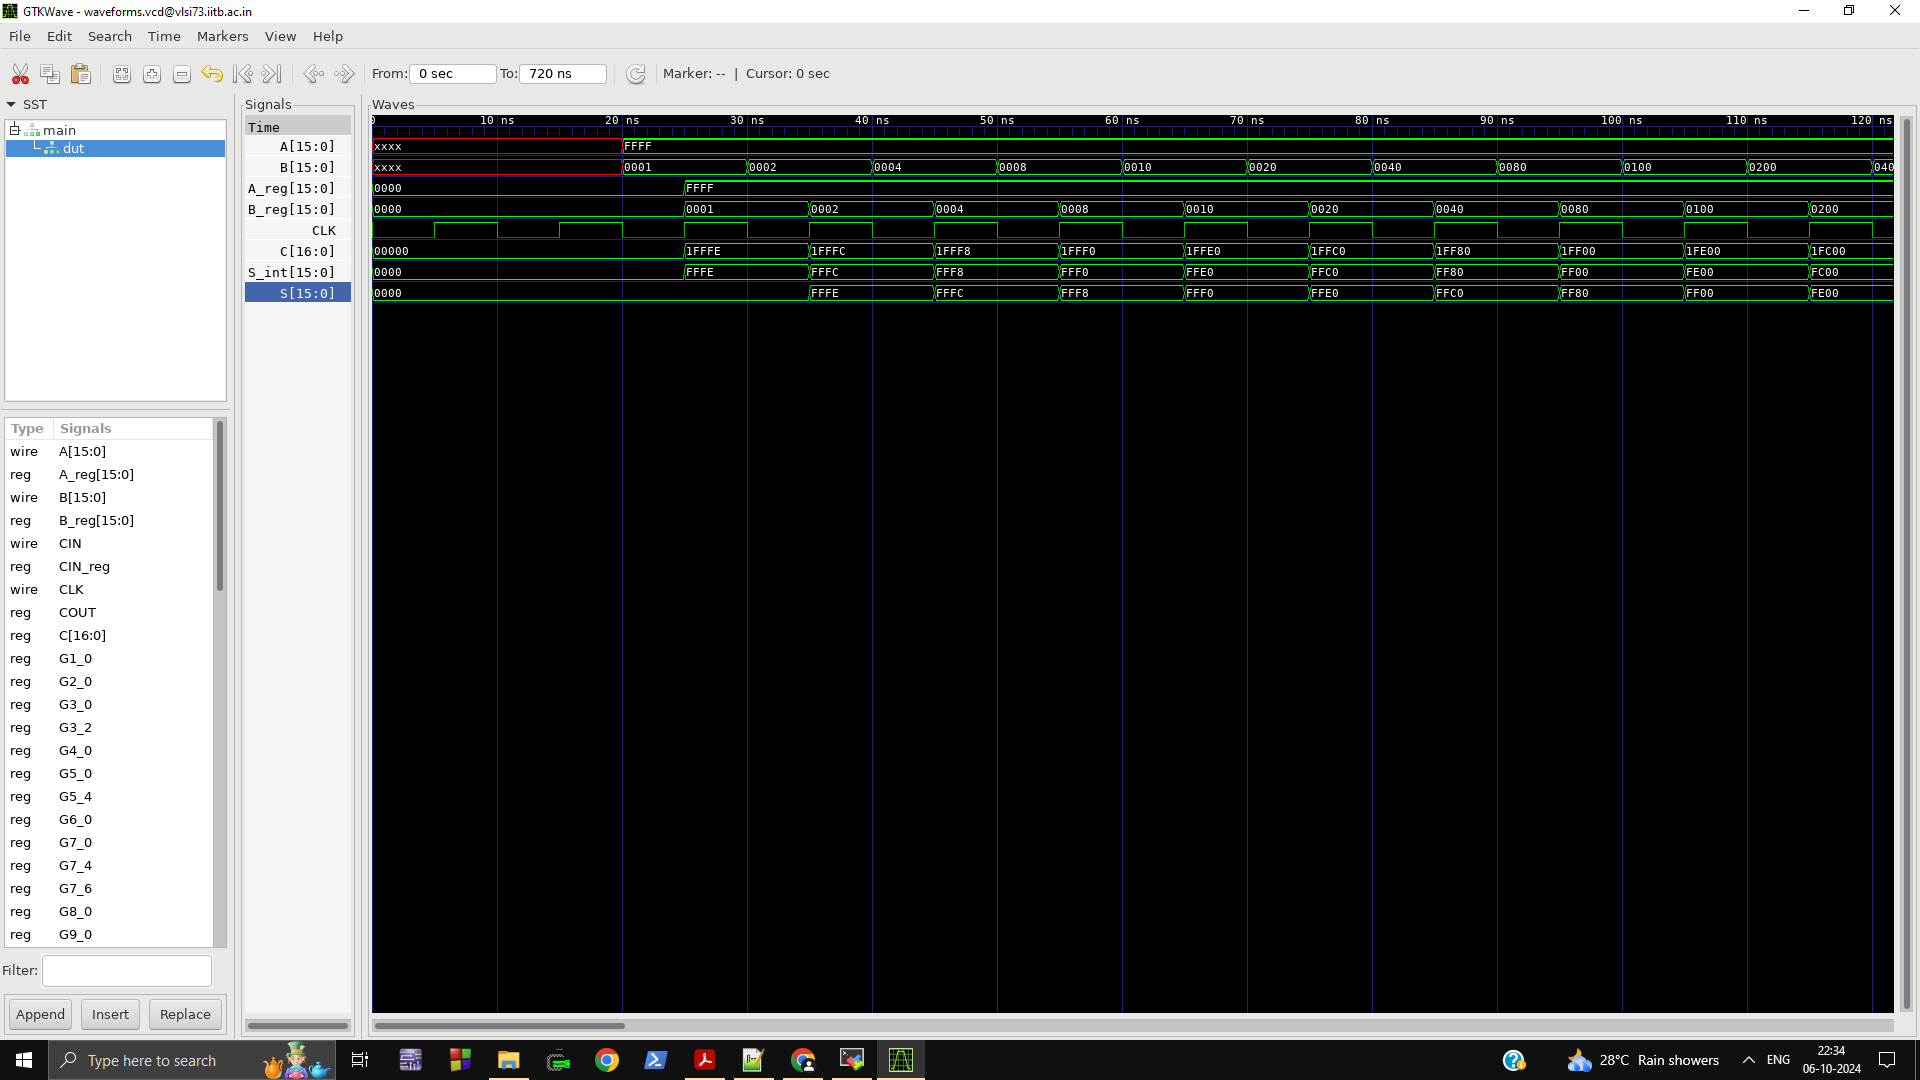 GTKWave - waveforms.vcd@vlsi73.iitb.ac.in
File Edit Search Time Markers View Help
From: 0 sec To: 720 ns Marker: -- | Cursor: 0 sec
SST
main
dut
Type Signals
wire A[15:0]
reg A_reg[15:0]
wire B[15:0]
reg B_reg[15:0]
wire CIN
reg CIN_reg
wire CLK
reg COUT
reg C[16:0]
reg G1_0
reg G2_0
reg G3_0
reg G3_2
reg G4_0
reg G5_0
reg G5_4
reg G6_0
reg G7_0
reg G7_4
reg G7_6
reg G8_0
reg G9_0
Filter:
Append Insert Replace
Signals
Time
A[15:0]
B[15:0]
A_reg[15:0]
B_reg[15:0]
CLK
C[16:0]
S_int[15:0]
S[15:0]
Waves
0 10 ns 20 ns 30 ns 40 ns 50 ns 60 ns 70 ns 80 ns 90 ns 100 ns 110 ns 120 ns
xxxx FFFF
xxxx 0001 0002 0004 0008 0010 0020 0040 0080 0100 0200 040
0000 FFFF
0000 0001 0002 0004 0008 0010 0020 0040 0080 0100 0200
00000 1FFFE 1FFFC 1FFF8 1FFF0 1FFE0 1FFC0 1FF80 1FF00 1FE00 1FC00
0000 FFFE FFFC FFF8 FFF0 FFE0 FFC0 FF80 FF00 FE00 FC00
0000 FFFE FFFC FFF8 FFF0 FFE0 FFC0 FF80 FF00 FE00
Type here to search
28°C Rain showers
ENG
22:34
06-10-2024